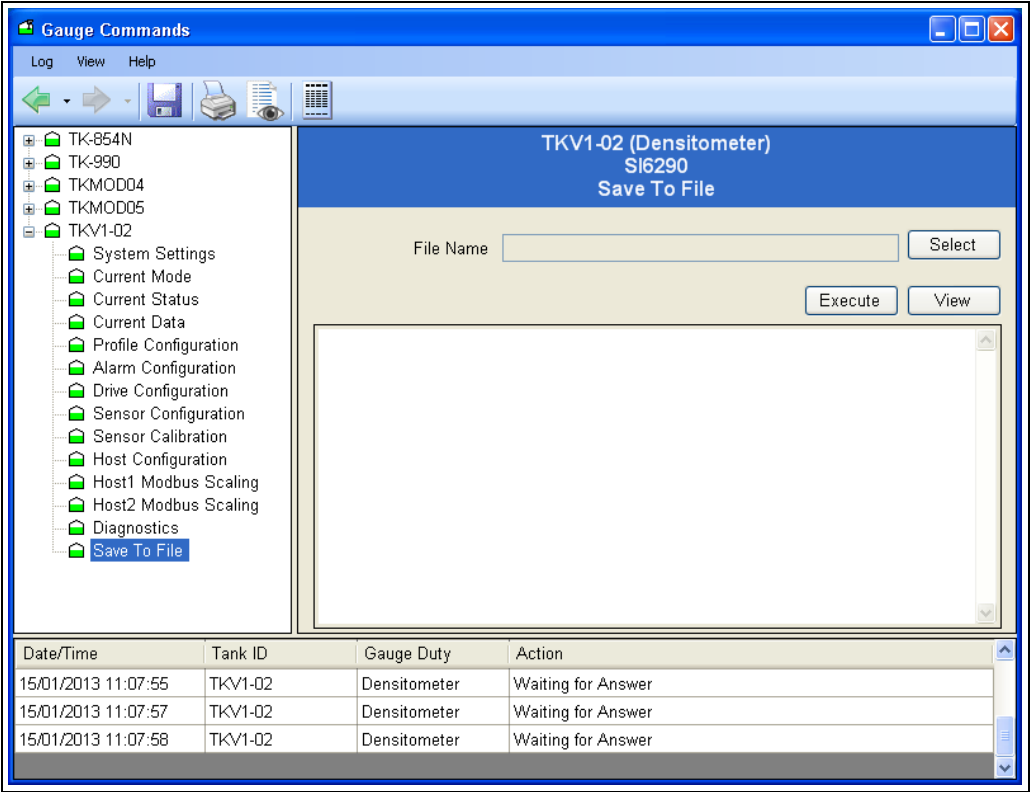 Gauge Commands
Log View Help
TK-854N
TK-990
TKMOD04
TKMOD05
TKV1-02
System Settings
Current Mode
Current Status
Current Data
Profile Configuration
Alarm Configuration
Drive Configuration
Sensor Configuration
Sensor Calibration
Host Configuration
Host1 Modbus Scaling
Host2 Modbus Scaling
Diagnostics
Save To File
TKV1-02 (Densitometer)
SI6290
Save To File
File Name Select
Execute View
Date/Time Tank ID Gauge Duty Action
15/01/2013 11:07:55 TKV1-02 Densitometer Waiting for Answer
15/01/2013 11:07:57 TKV1-02 Densitometer Waiting for Answer
15/01/2013 11:07:58 TKV1-02 Densitometer Waiting for Answer